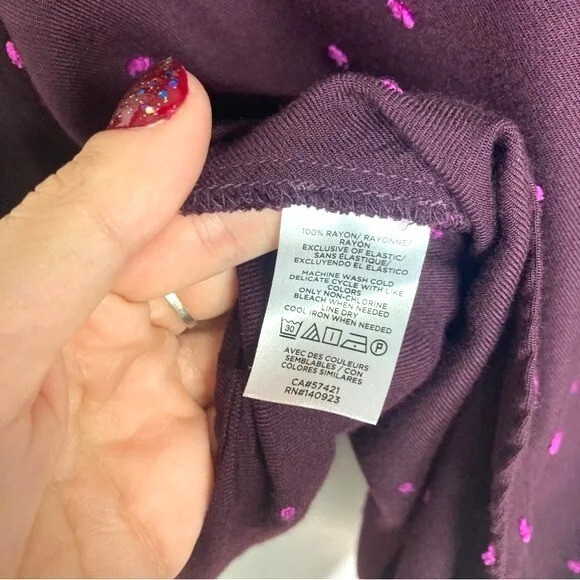 100% RAYON/ RAYONNE/
RAYON
EXCLUSIVE OF ELASTIC/
SANS ÉLASTIQUE/
EXCLUYENDO EL ELÁSTICO
MACHINE WASH COLD
DELICATE CYCLE WITH LIKE
COLORS
ONLY NON-CHLORINE
BLEACH WHEN NEEDED
LINE DRY
COOL IRON WHEN NEEDED
30 P
AVEC DES COULEURS
SEMBLABLES / CON
COLORES SIMILARES
CA#57421
RN#140923